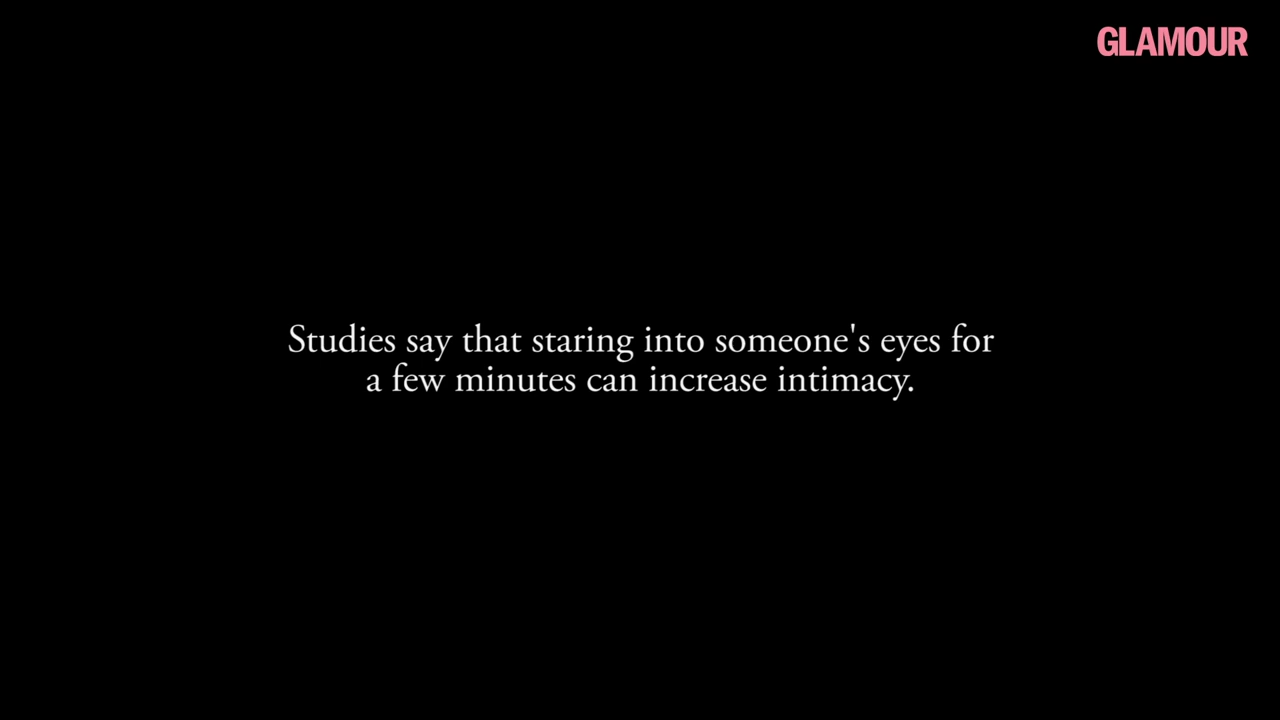 GLAMOUR
Studies say that staring into someone's eyes for
a few minutes can increase intimacy.